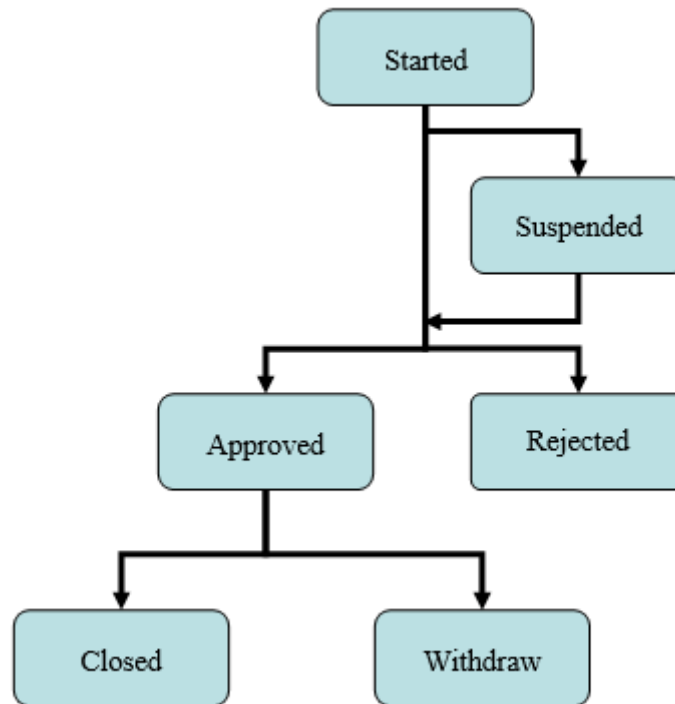 Started
Suspended
Approved
Rejected
Closed
Withdraw